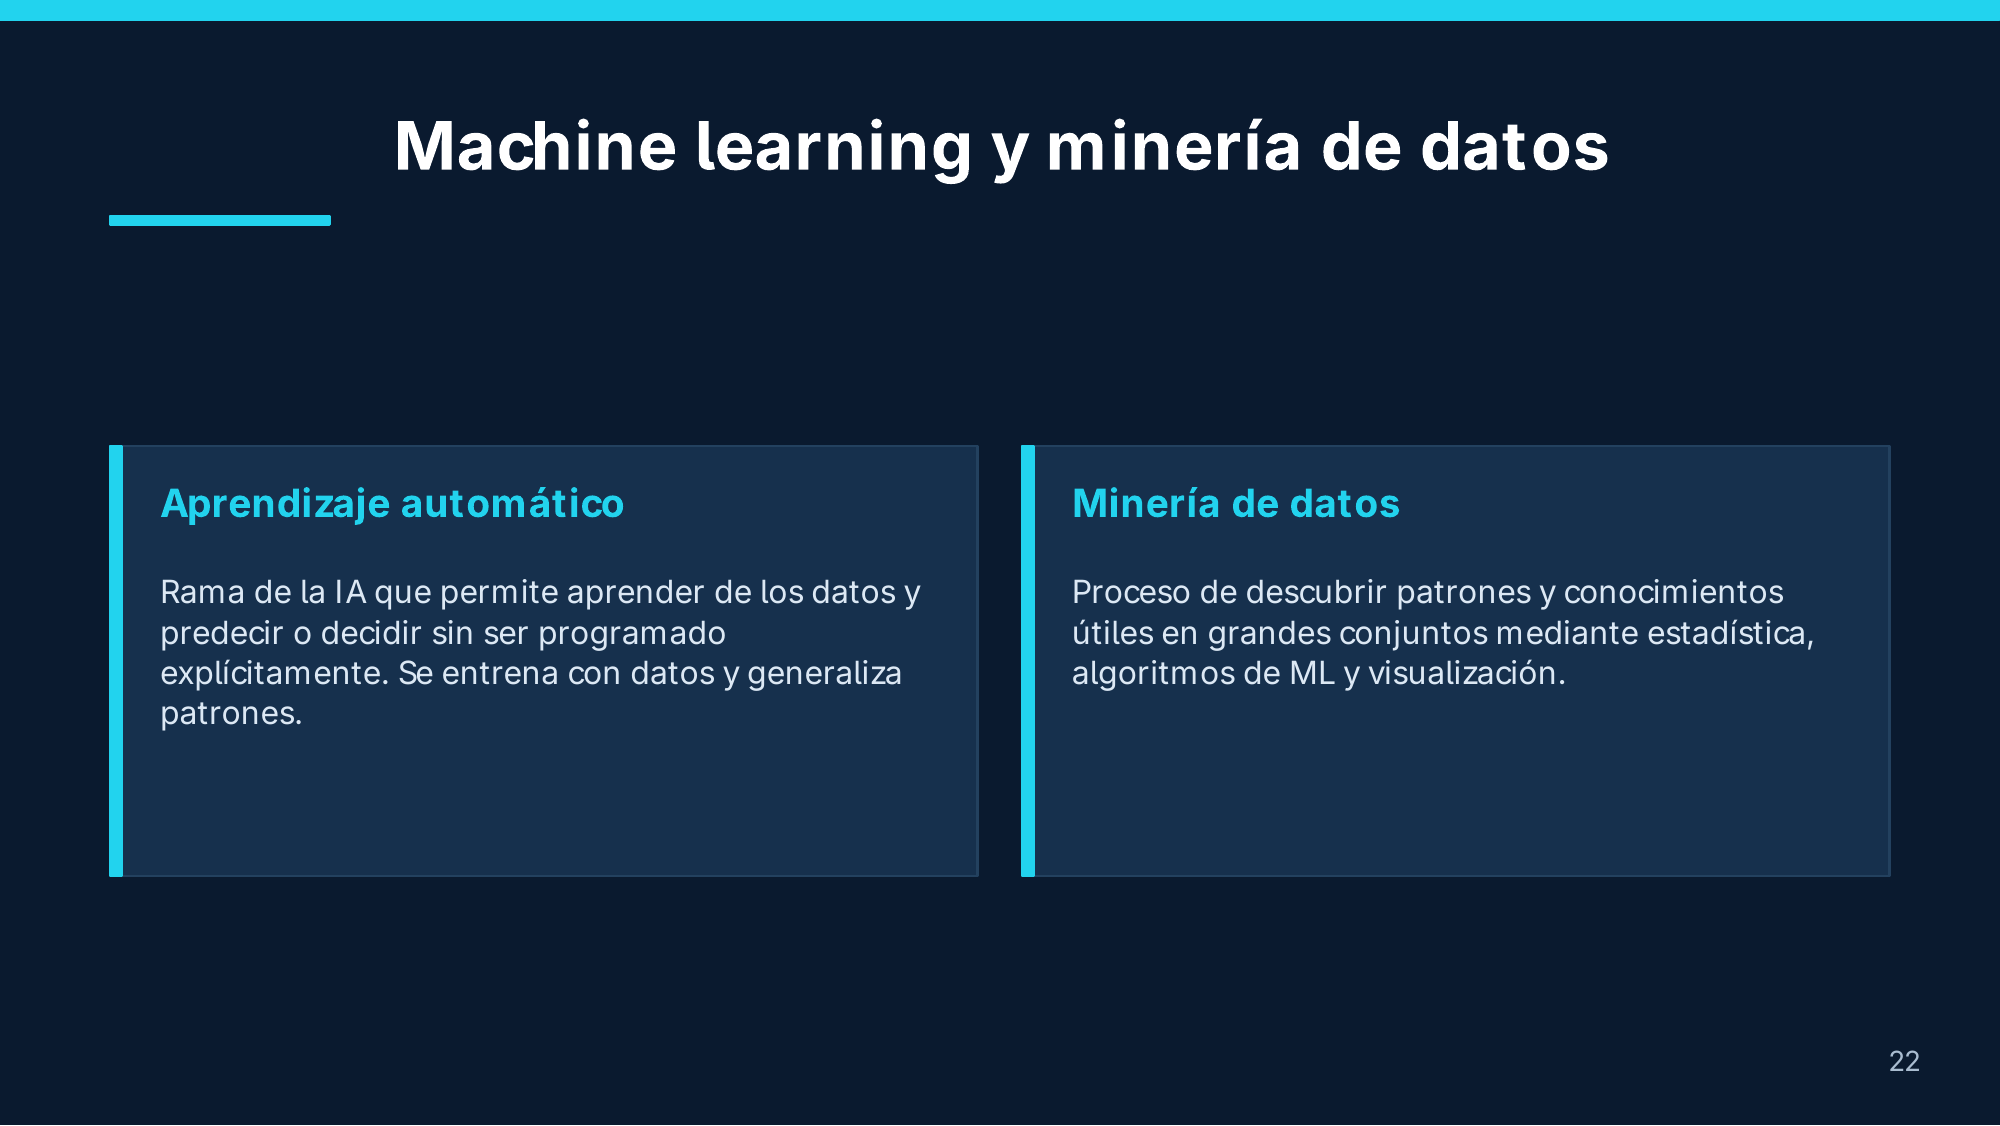 Machine learning y minería de datos
Aprendizaje automático
Rama de la IA que permite aprender de los datos y
predecir o decidir sin ser programado
explícitamente. Se entrena con datos y generaliza
patrones.
Minería de datos
Proceso de descubrir patrones y conocimientos
útiles en grandes conjuntos mediante estadística,
algoritmos de ML y visualización.
22